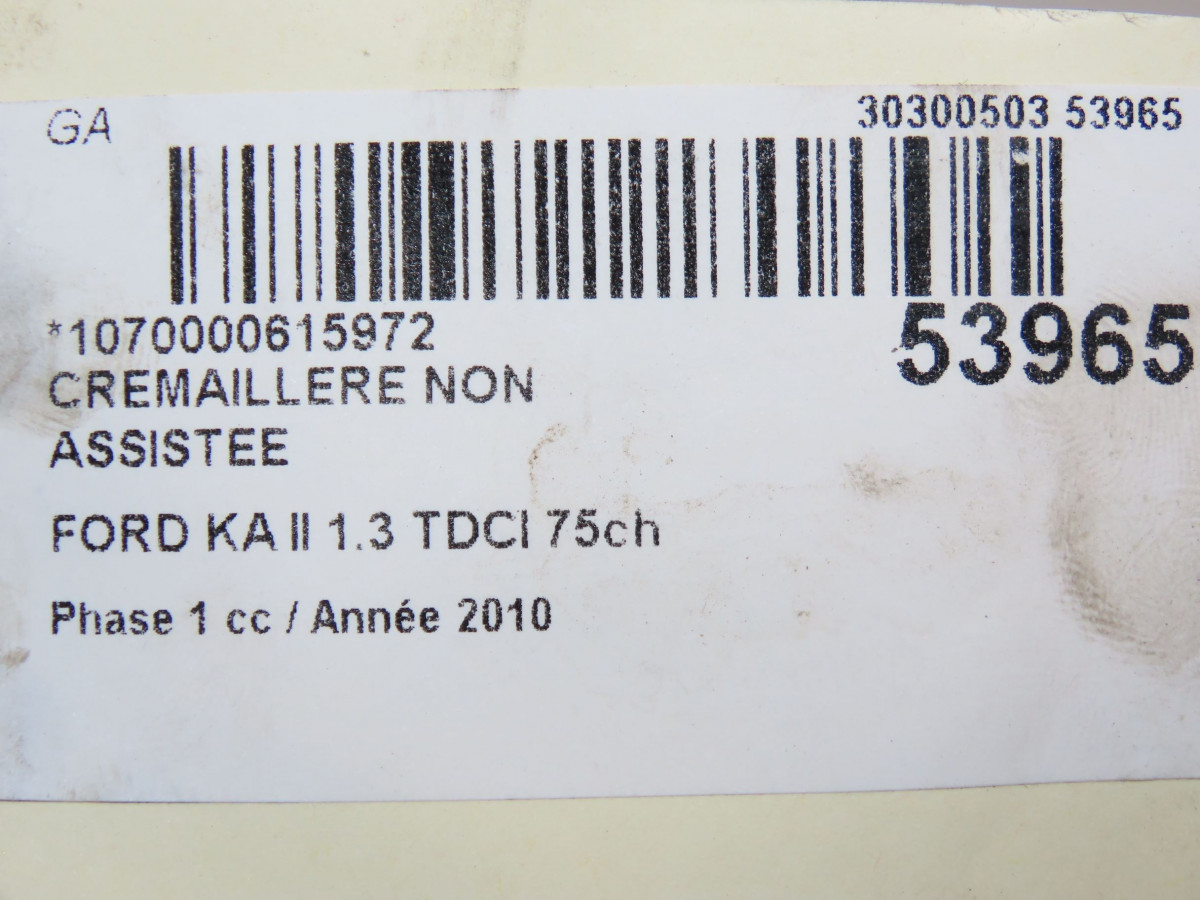 GA
30300503 53965
*1070000615972
53965
CREMAILLERE NON
ASSISTEE
FORD KA II 1.3 TDCI 75ch
Phase 1 cc / Année 2010